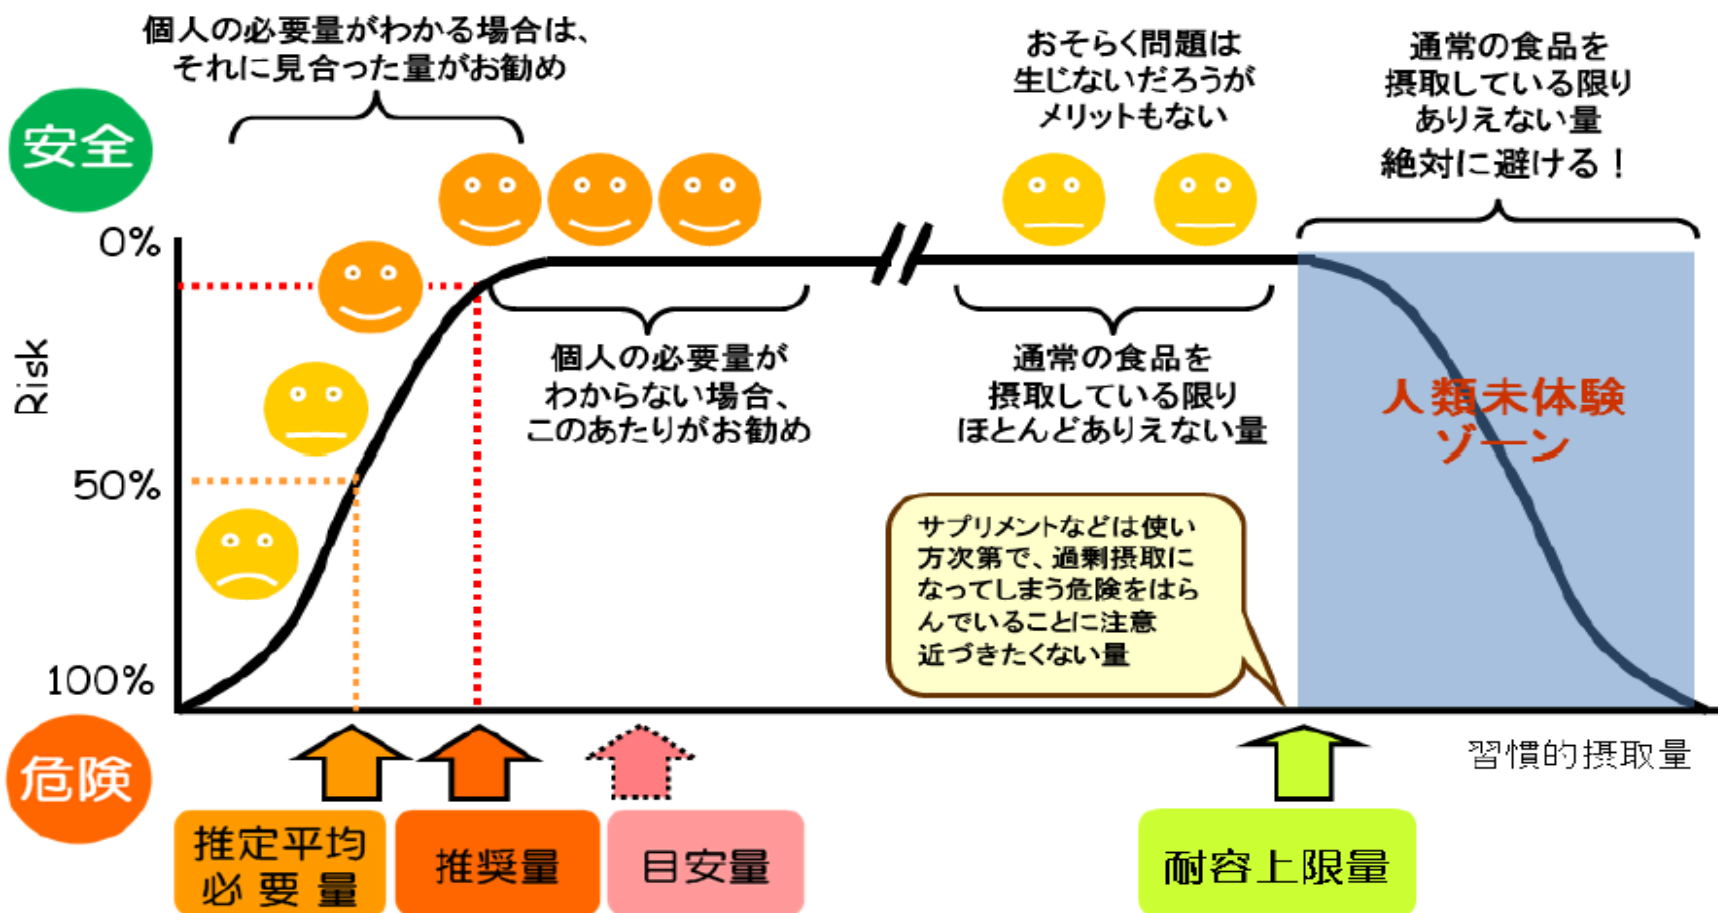 個人の必要量がわかる場合は、
それに見合った量がお勧め
おそらく問題は
生じないだろうが
メリットもない
通常の食品を
摂取している限り
ありえない量
絶対に避ける！
安全
0%
Risk
50%
100%
危険
個人の必要量が
わからない場合、
このあたりがお勧め
通常の食品を
摂取している限り
ほとんどありえない量
人類未体験
ゾーン
サプリメントなどは使い
方次第で、過剰摂取に
なってしまう危険をはら
んでいることに注意
近づきたくない量
習慣的摂取量
推定平均
必要量
推奨量
目安量
耐容上限量